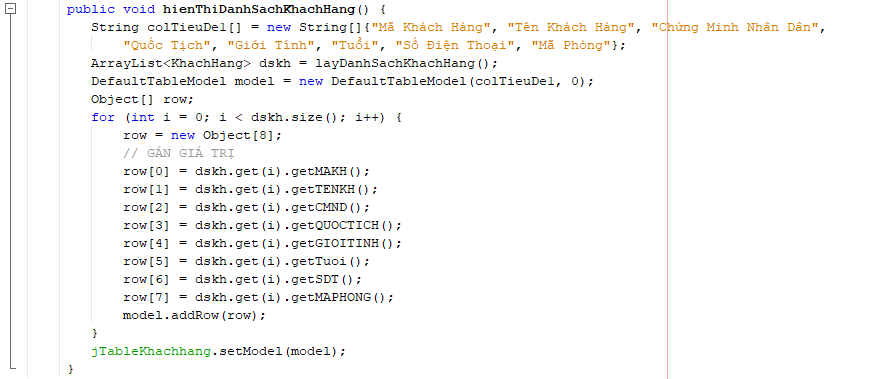 public void hienThiDanhSachKhachHang() {
String colTieuDe1[] = new String[]{"Mã Khách Hàng", "Tên Khách Hàng", "Chứng Minh Nhân Dân",
"Quốc Tịch", "Giới Tính", "Tuổi", "Số Điện Thoại", "Mã Phòng"};
ArrayList<KhachHang> dskh = layDanhSachKhachHang();
DefaultTableModel model = new DefaultTableModel(colTieuDe1, 0);
Object[] row;
for (int i = 0; i < dskh.size(); i++) {
row = new Object[8];
// GÁN GIÁ TRỊ
row[0] = dskh.get(i).getMAKH();
row[1] = dskh.get(i).getTENKH();
row[2] = dskh.get(i).getCMND();
row[3] = dskh.get(i).getQUOCTICH();
row[4] = dskh.get(i).getGIOITINH();
row[5] = dskh.get(i).getTuoi();
row[6] = dskh.get(i).getSDT();
row[7] = dskh.get(i).getMAPHONG();
model.addRow(row);
}
jTableKhachhang.setModel(model);
}